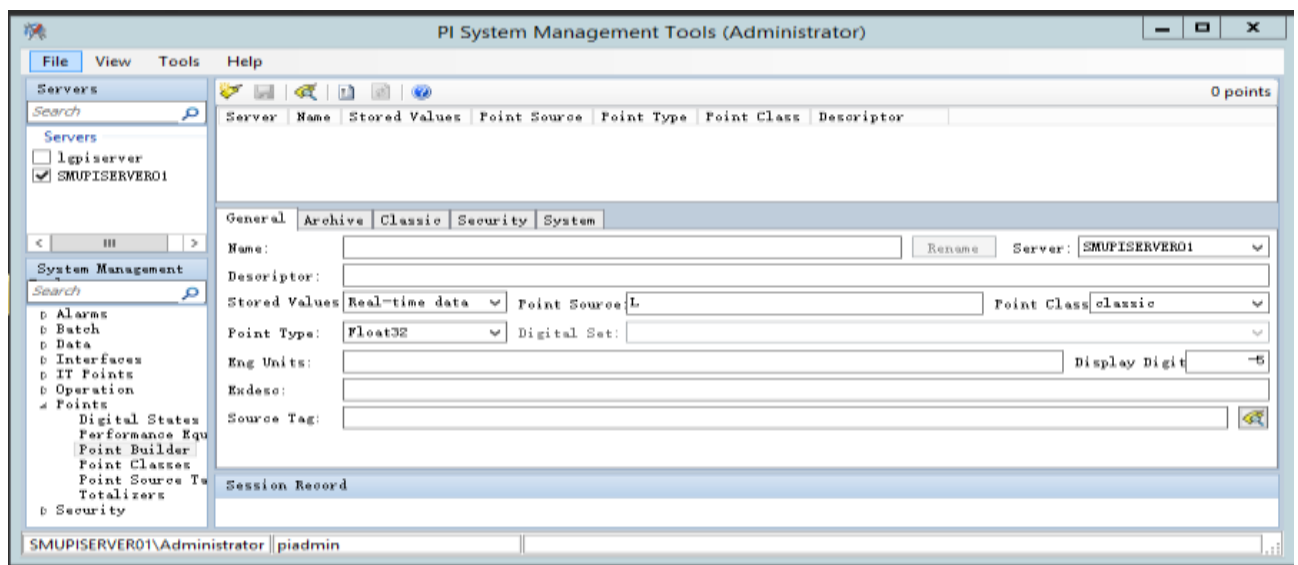 PI System Management Tools (Administrator)
File View Tools Help
Servers
Search
Servers
lgpiserver
SMUPISERVER01
0 points
Server Name Stored Values Point Source Point Type Point Class Descriptor
General Archive Classic Security System
Name: Rename Server: SMUPISERVER01
Descriptor:
Stored Values Real-time data Point Source: L Point Class classic
Point Type: Float32 Digital Set:
Eng Units: Display Digit -5
Exdesc:
Source Tag:
System Management
Search
Alarms
Batch
Data
Interfaces
IT Points
Operation
Points
Digital States
Performance Equ
Point Builder
Point Classes
Point Source Ta
Totalizers
Security
Session Record
SMUPISERVER01\Administrator piadmin